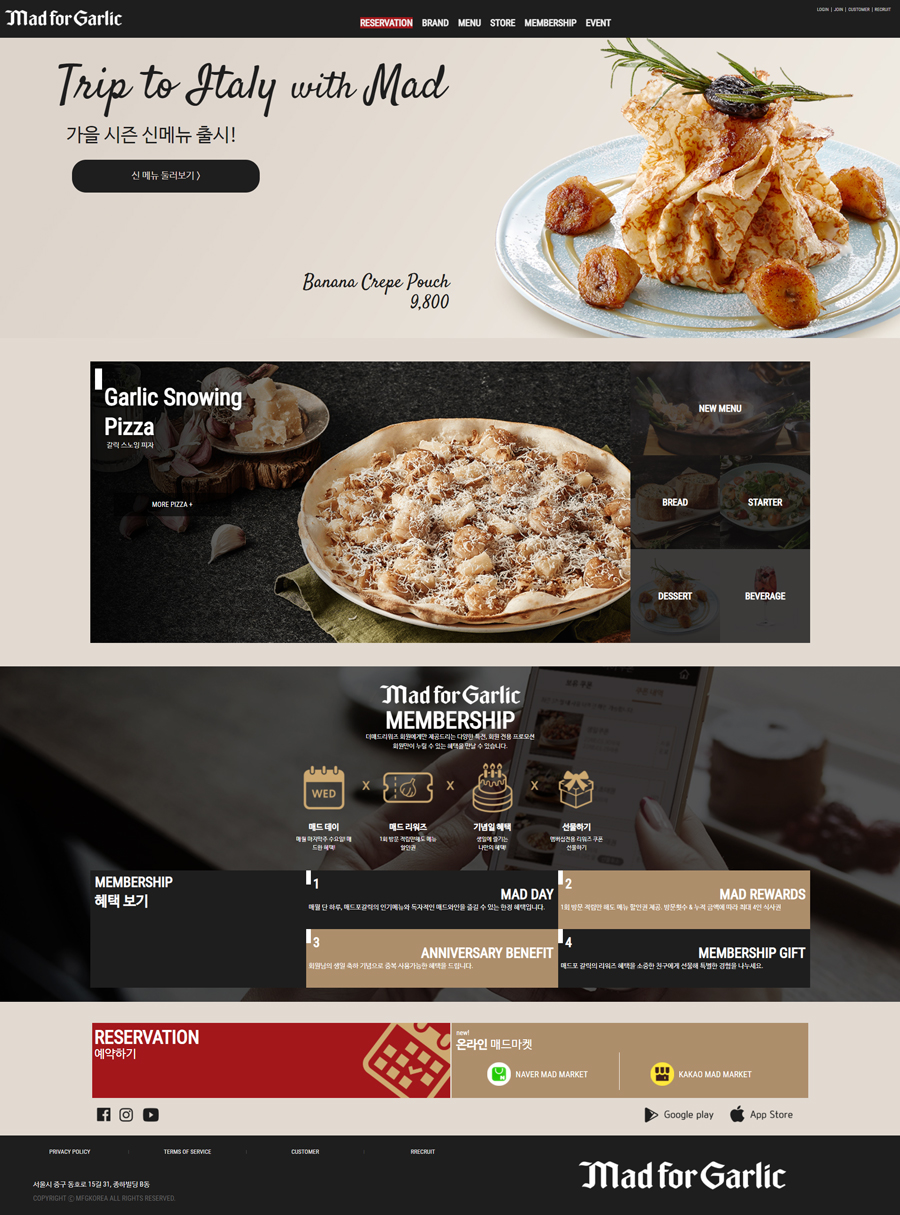 Mad for Garlic
RESERVATION BRAND MENU STORE MEMBERSHIP EVENT
LOGIN | JOIN | CUSTOMER | RECRUIT
Trip to Italy with Mad
가을 시즌 신메뉴 출시!
신 메뉴 둘러보기 〉
Banana Crepe Pouch
9,800
Garlic Snowing
Pizza
갈릭 스노잉 피자
MORE PIZZA +
NEW MENU
BREAD STARTER
DESSERT BEVERAGE
Mad for Garlic
MEMBERSHIP
더매드리워즈 회원에게만 제공드리는 다양한 특전, 회원 전용 프로모션
회원만이 누릴 수 있는 혜택을 만날 수 있습니다.
WED X X X
매드 데이
매월 마지막주 수요일! 매
드한 혜택!
매드 리워즈
1회 방문 적립만해도 메뉴
할인권
기념일 혜택
생일에 즐기는
나만의 혜택!
선물하기
멤버십전용 리워즈 쿠폰
선물하기
MEMBERSHIP
혜택 보기
1
MAD DAY
매월 단 하루, 매드포갈릭의 인기메뉴와 독자적인 매드와인을 즐길 수 있는 한정 혜택입니다.
2
MAD REWARDS
1회 방문 적립만 해도 메뉴 할인권 제공. 방문횟수 & 누적 금액에 따라 최대 4인 식사권
3
ANNIVERSARY BENEFIT
회원님의 생일 축하 기념으로 중복 사용가능한 혜택을 드립니다.
4
MEMBERSHIP GIFT
매드포 갈릭의 리워즈 혜택을 소중한 친구에게 선물해 특별한 경험을 나누세요.
RESERVATION
예약하기
new!
온라인 매드마켓
NAVER MAD MARKET
KAKAO MAD MARKET
Google play
App Store
PRIVACY POLICY | TERMS OF SERVICE | CUSTOMER | RRECRUIT
서울시 중구 동호로 15길 31, 종하빌딩 B동
COPYRIGHT ⓒ MFGKOREA ALL RIGHTS RESERVED.
Mad for Garlic